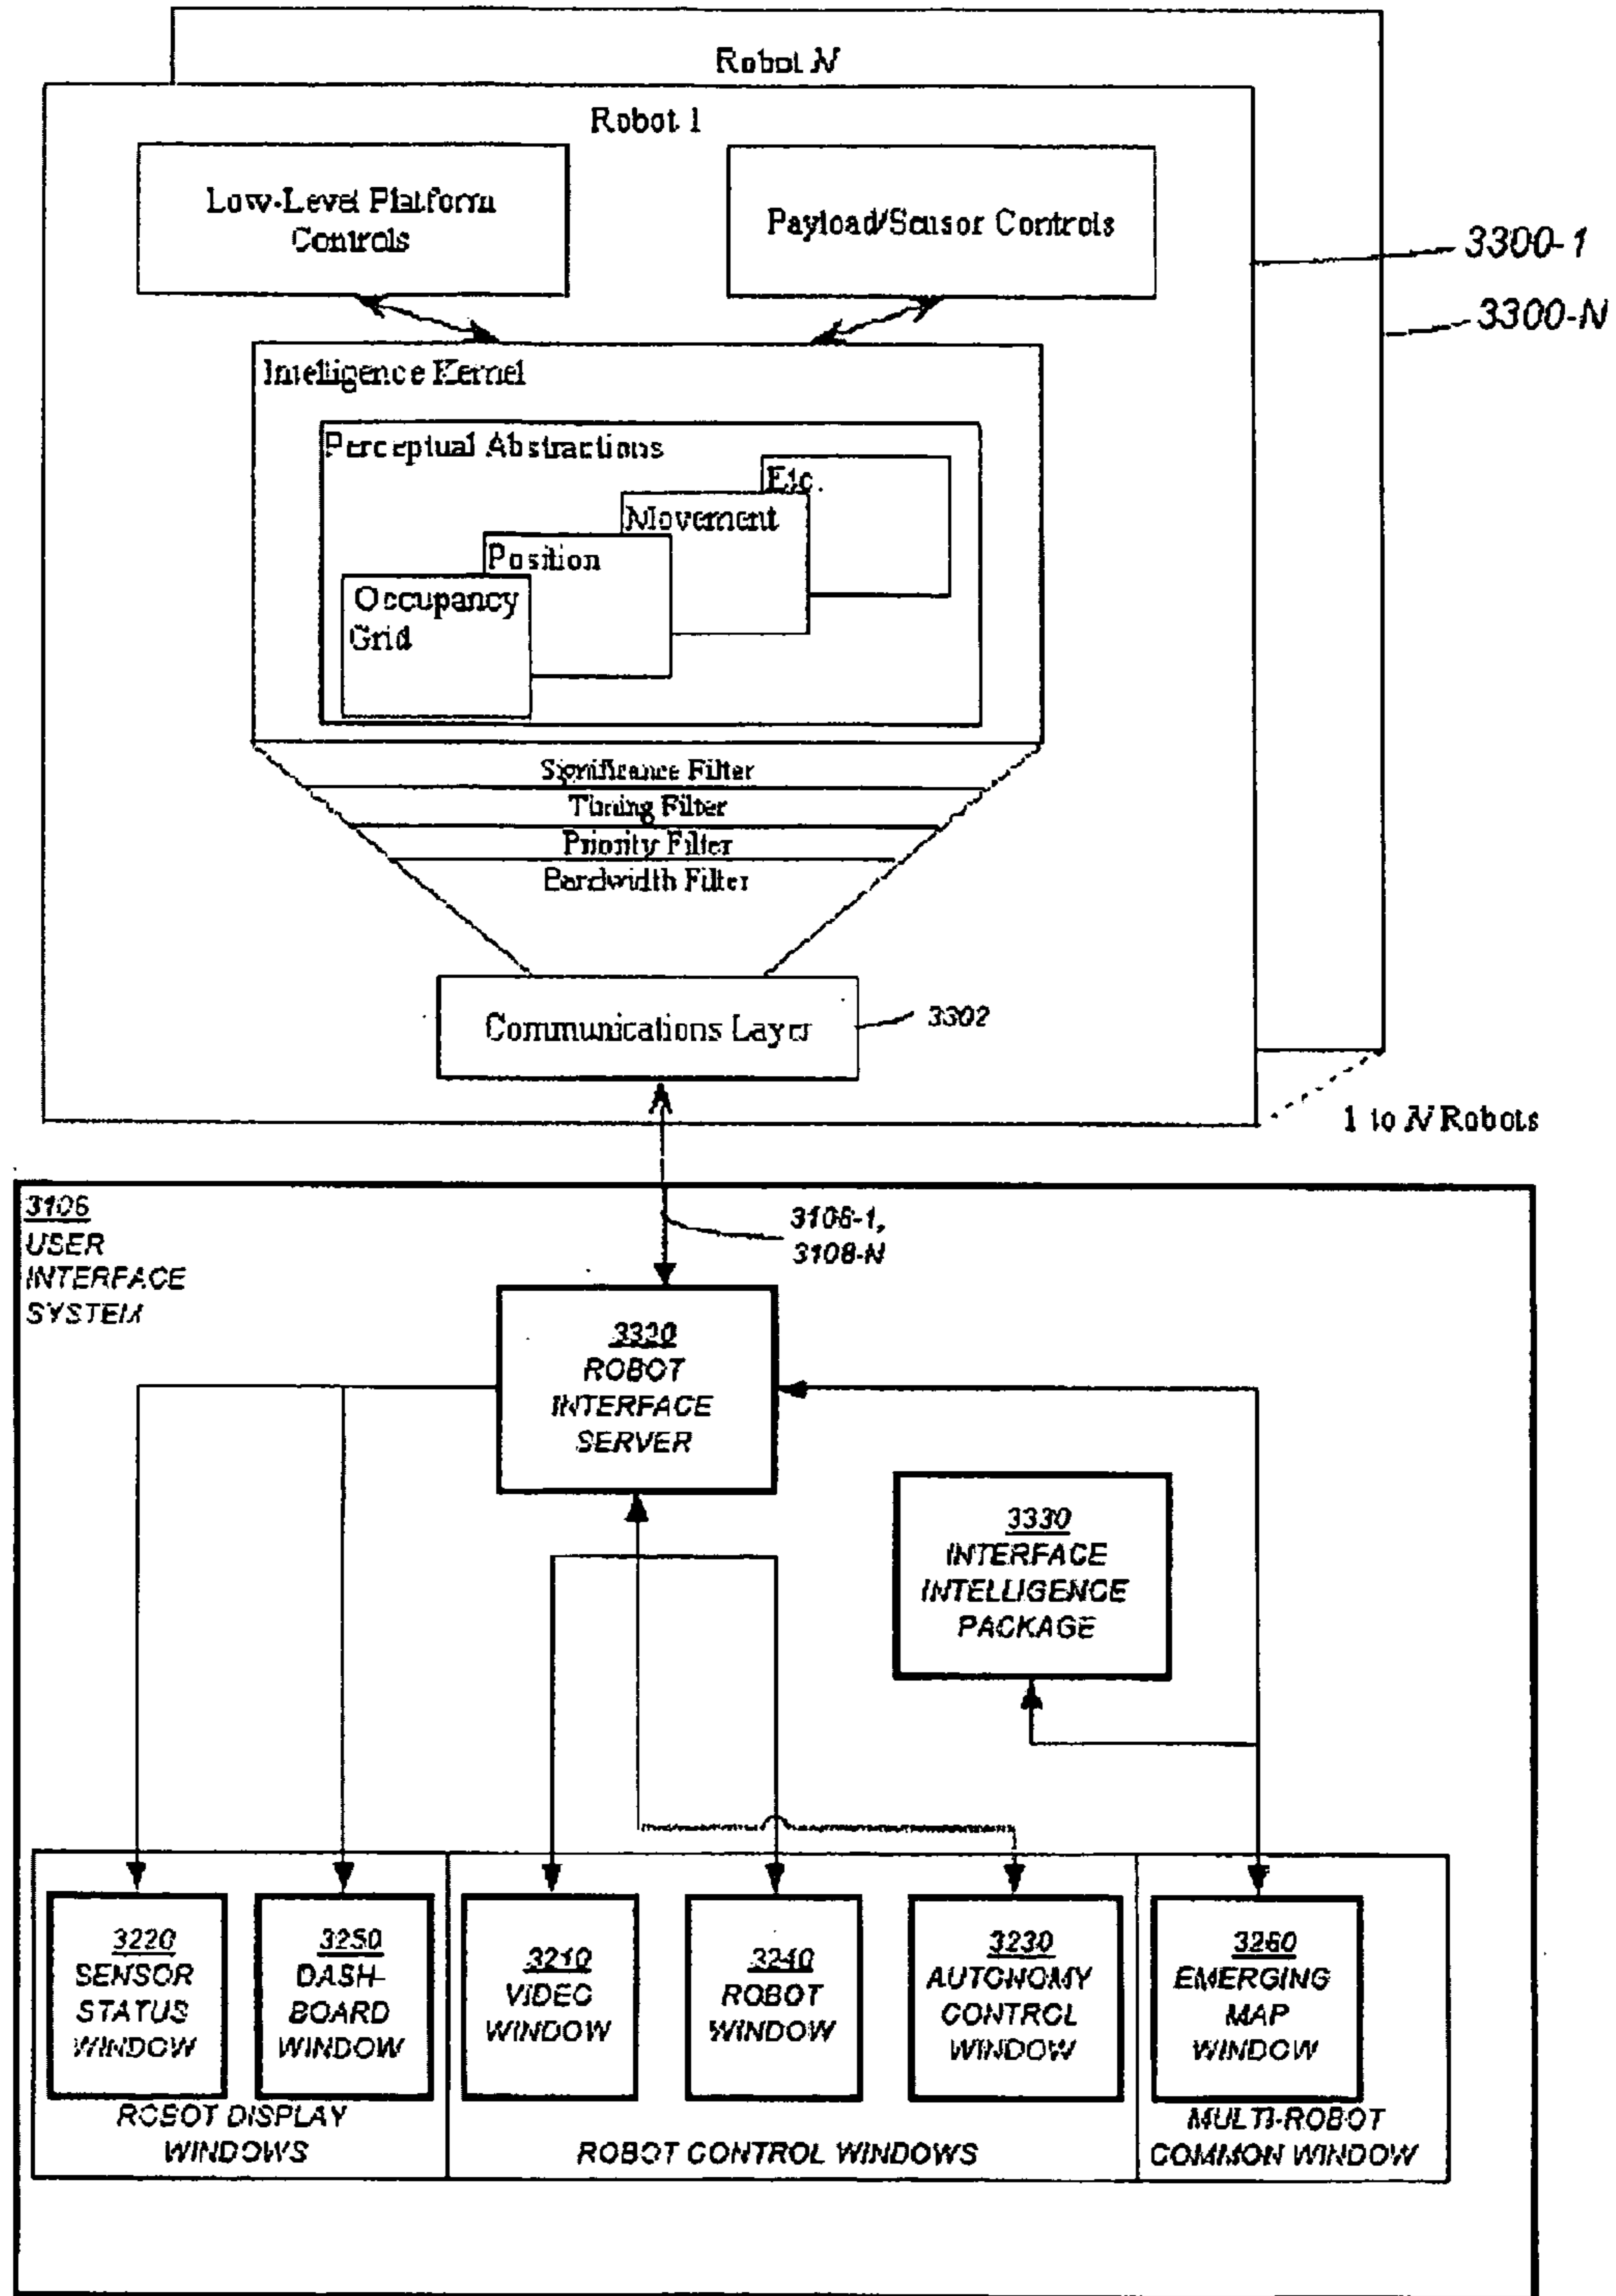 Robot N
Robot 1
Low-Level Platform
Controls
Payload/Sensor Controls
3300-1
3300-N
Intelligence Kernel
Perceptual Abstractions
Etc.
Movement
Position
Occupancy
Grid
Significance Filter
Timing Filter
Priority Filter
Bandwidth Filter
Communications Layer
3302
1 to N Robots
3106
USER
INTERFACE
SYSTEM
3108-1,
3108-N
3320
ROBOT
INTERFACE
SERVER
3330
INTERFACE
INTELLIGENCE
PACKAGE
3220
SENSOR
STATUS
WINDOW
3250
DASH-
BOARD
WINDOW
3210
VIDEO
WINDOW
3240
ROBOT
WINDOW
3230
AUTONOMY
CONTROL
WINDOW
3260
EMERGING
MAP
WINDOW
ROBOT DISPLAY
WINDOWS
ROBOT CONTROL WINDOWS
MULTI-ROBOT
COMMON WINDOW